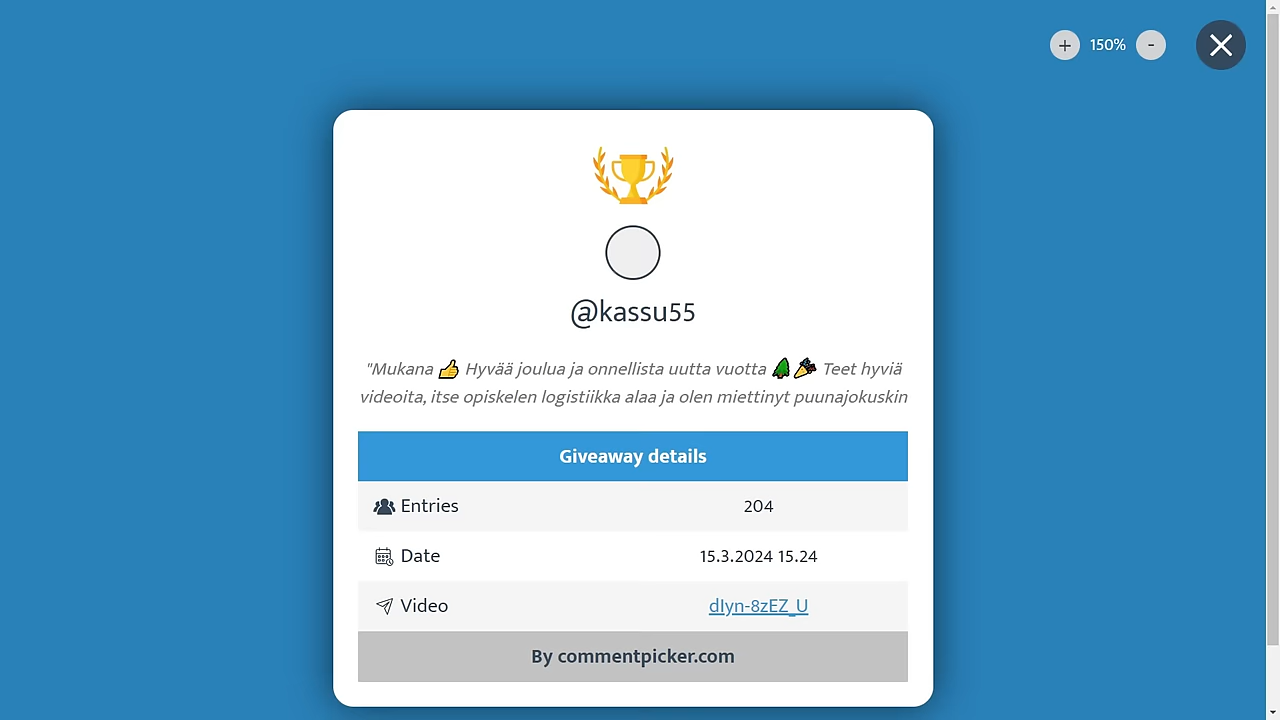 + 150% -
@kassu55
"Mukana 👍 Hyvää joulua ja onnellista uutta vuotta 🌲🎉 Teet hyviä
videoita, itse opiskelen logistiikka alaa ja olen miettinyt puunajokuskin
Giveaway details
Entries 204
Date 15.3.2024 15.24
Video dIyn-8zEZ_U
By commentpicker.com